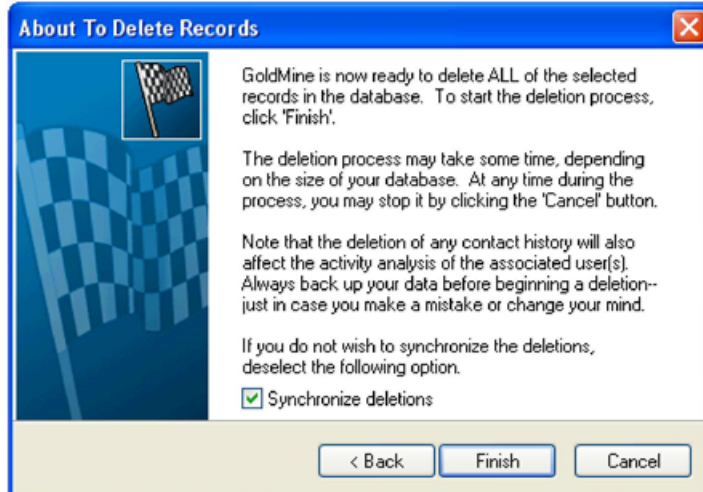 About To Delete Records
GoldMine is now ready to delete ALL of the selected
records in the database. To start the deletion process,
click 'Finish'.
The deletion process may take some time, depending
on the size of your database. At any time during the
process, you may stop it by clicking the 'Cancel' button.
Note that the deletion of any contact history will also
affect the activity analysis of the associated user(s).
Always back up your data before beginning a deletion--
just in case you make a mistake or change your mind.
If you do not wish to synchronize the deletions,
deselect the following option.
Synchronize deletions
< Back Finish Cancel